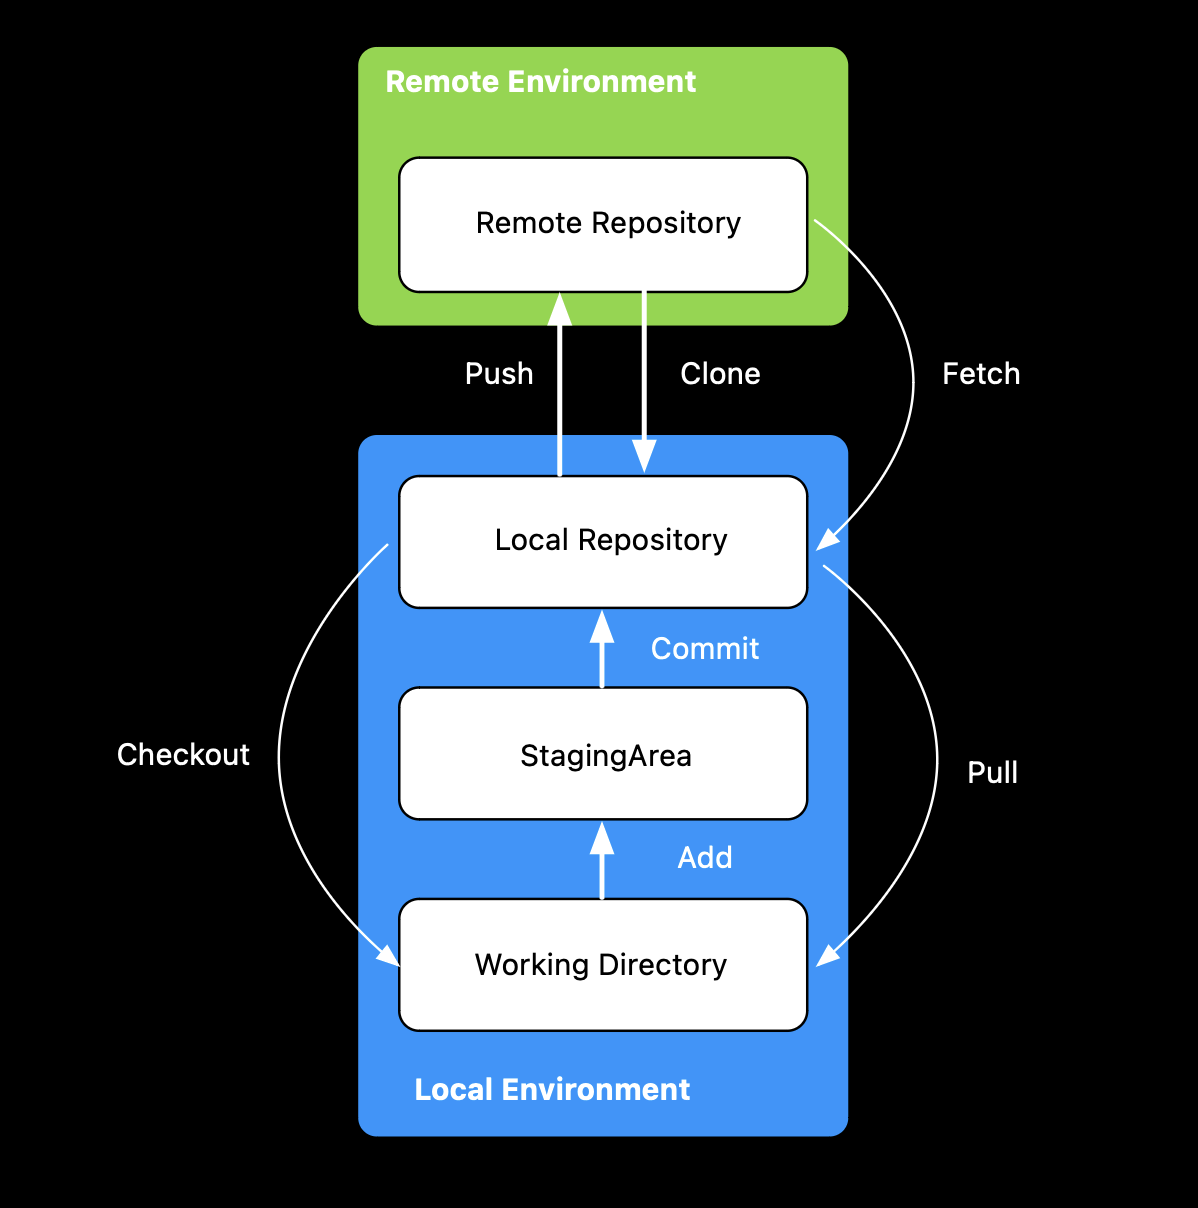 Remote Environment
Remote Repository
Push
Clone
Fetch
Local Repository
Commit
Checkout
StagingArea
Pull
Add
Working Directory
Local Environment